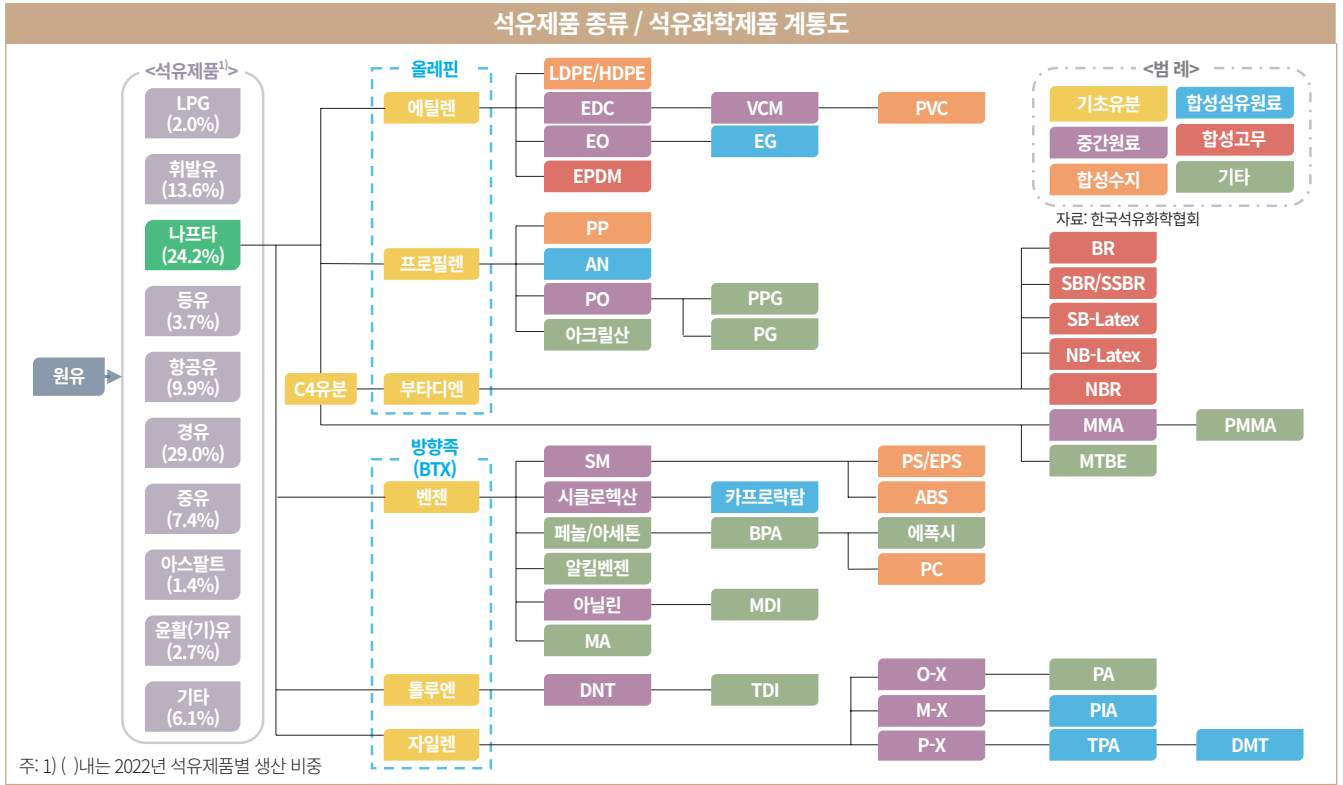 석유제품 종류 / 석유화학제품 계통도
<석유제품1)>
LPG
(2.0%)
휘발유
(13.6%)
나프타
(24.2%)
등유
(3.7%)
항공유
(9.9%)
경유
(29.0%)
중유
(7.4%)
아스팔트
(1.4%)
윤활(기)유
(2.7%)
기타
(6.1%)
원유
올레핀
에틸렌
LDPE/HDPE
EDC
VCM
PVC
EO
EG
EPDM
프로필렌
PP
AN
PO
PPG
PG
아크릴산
C4유분
부타디엔
BR
SBR/SSBR
SB-Latex
NB-Latex
NBR
MMA
PMMA
MTBE
방향족
(BTX)
벤젠
SM
PS/EPS
ABS
시클로헥산
카프로락탐
페놀/아세톤
BPA
에폭시
PC
알킬벤젠
아닐린
MDI
MA
톨루엔
DNT
TDI
자일렌
O-X
PA
M-X
PIA
P-X
TPA
DMT
<범 례>
기초유분
합성섬유원료
중간원료
합성고무
합성수지
기타
자료: 한국석유화학협회
주: 1) ( )내는 2022년 석유제품별 생산 비중